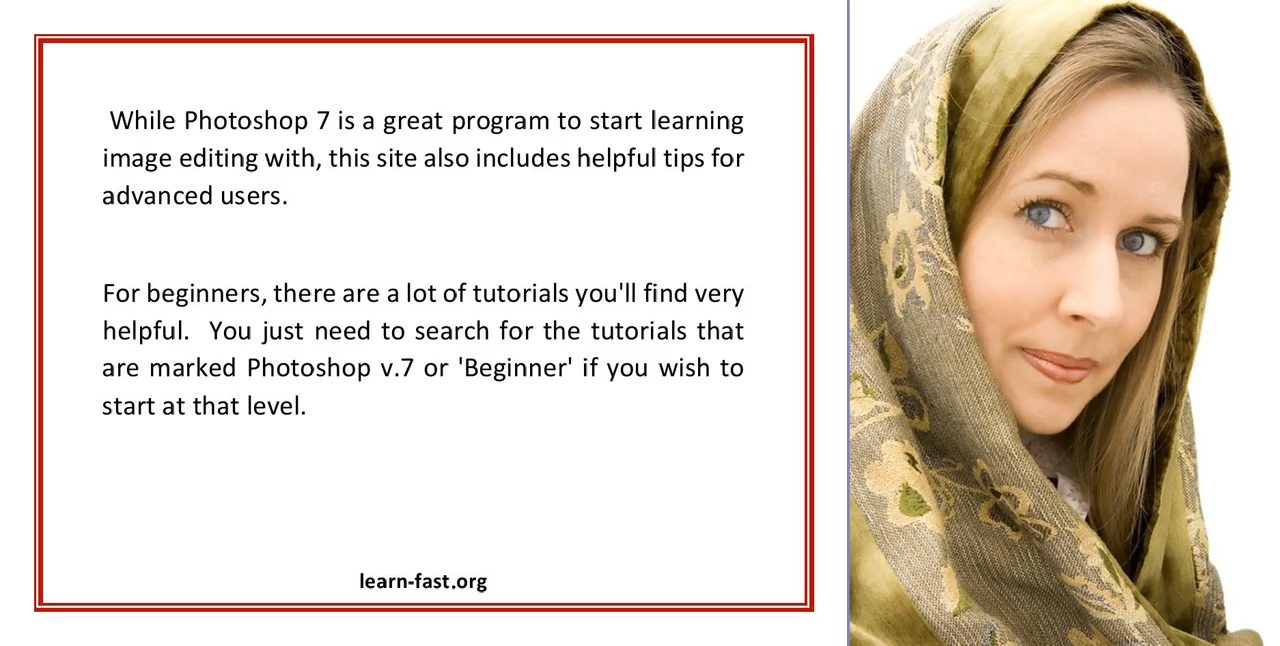 While Photoshop 7 is a great program to start learning
image editing with, this site also includes helpful tips for
advanced users.
For beginners, there are a lot of tutorials you'll find very
helpful.  You just need to search for the tutorials that
are marked Photoshop v.7 or 'Beginner' if you wish to
start at that level.
learn-fast.org